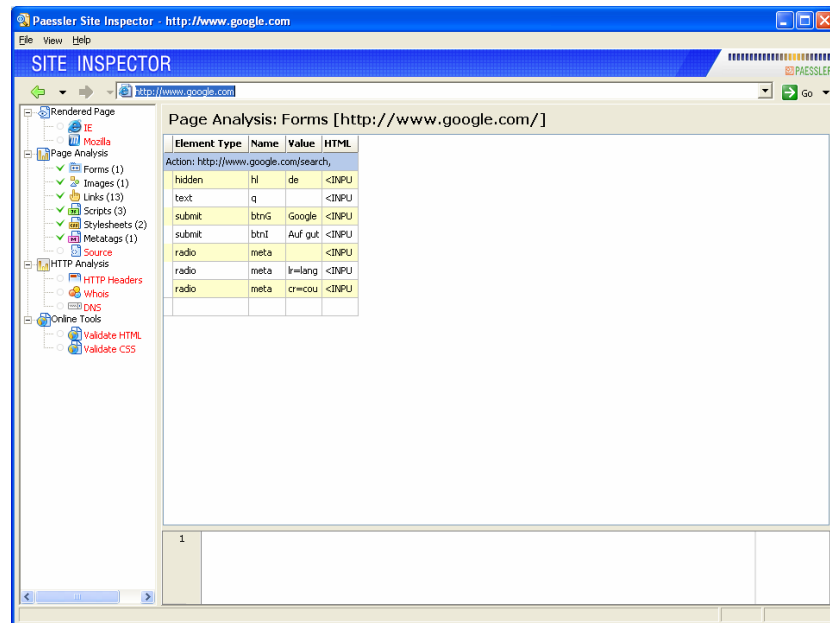 Paessler Site Inspector - http://www.google.com
File View Help
SITE INSPECTOR
PAESSLER
http://www.google.com
Go
Rendered Page
IE
Mozilla
Page Analysis
Forms (1)
Images (1)
Links (13)
Scripts (3)
Stylesheets (2)
Metatags (1)
Source
HTTP Analysis
HTTP Headers
Whois
DNS
Online Tools
Validate HTML
Validate CSS
Page Analysis: Forms [http://www.google.com/]
Element Type Name Value HTML
Action: http://www.google.com/search,
hidden hl de <INPU
text q <INPU
submit btnG Google <INPU
submit btnI Auf gut <INPU
radio meta <INPU
radio meta lr=lang <INPU
radio meta cr=cou <INPU
1